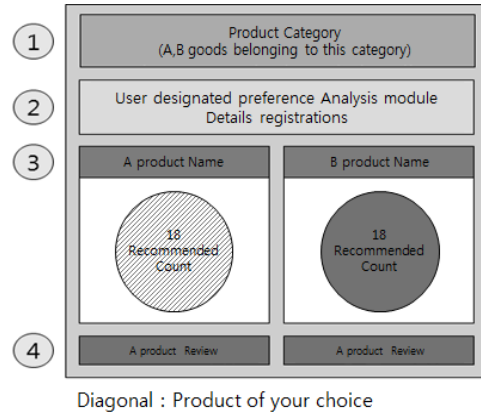 1
Product Category
(A,B goods belonging to this category)
2
User designated preference Analysis module
Details registrations
3
A product Name
B product Name
18
Recommended
Count
18
Recommended
Count
4
A product Review
A product Review
Diagonal : Product of your choice